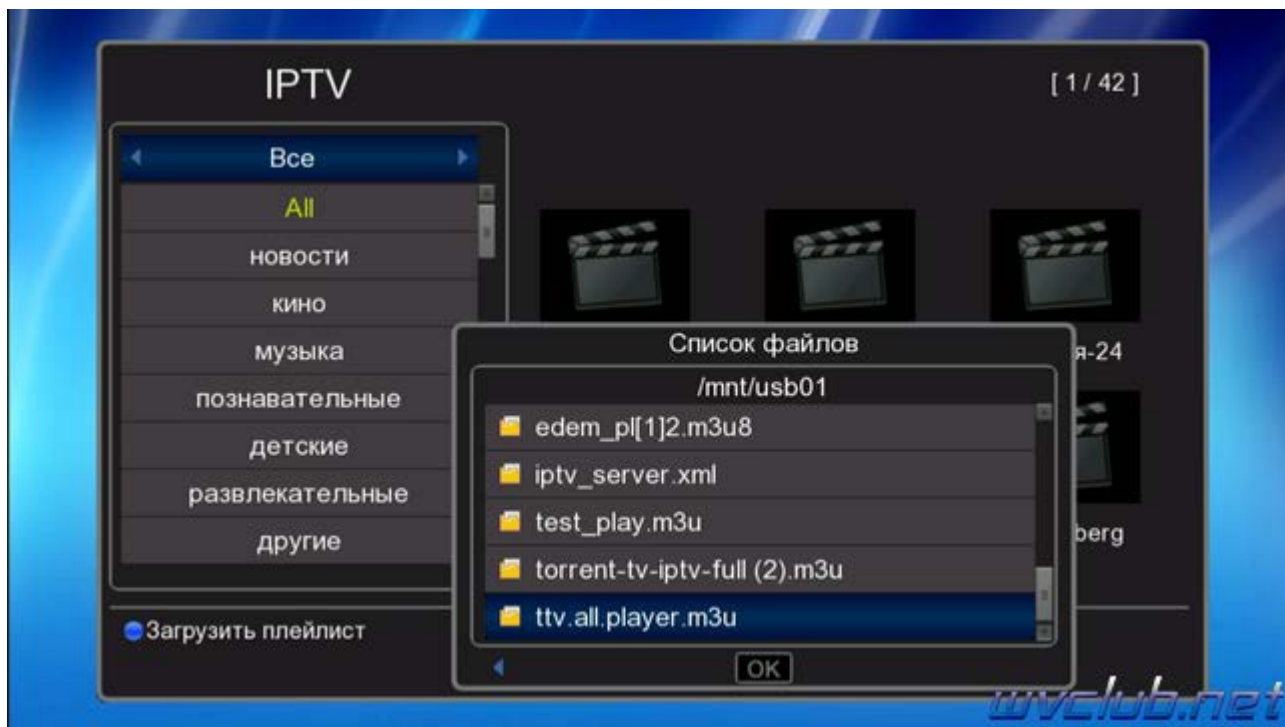 IPTV
[ 1 / 42 ]
Все
All
новости
кино
музыка
познавательные
детские
развлекательные
другие
я-24
berg
Список файлов
/mnt/usb01
edem_pl[1]2.m3u8
iptv_server.xml
test_play.m3u
torrent-tv-iptv-full (2).m3u
ttv.all.player.m3u
OK
Загрузить плейлист
wvclub.net